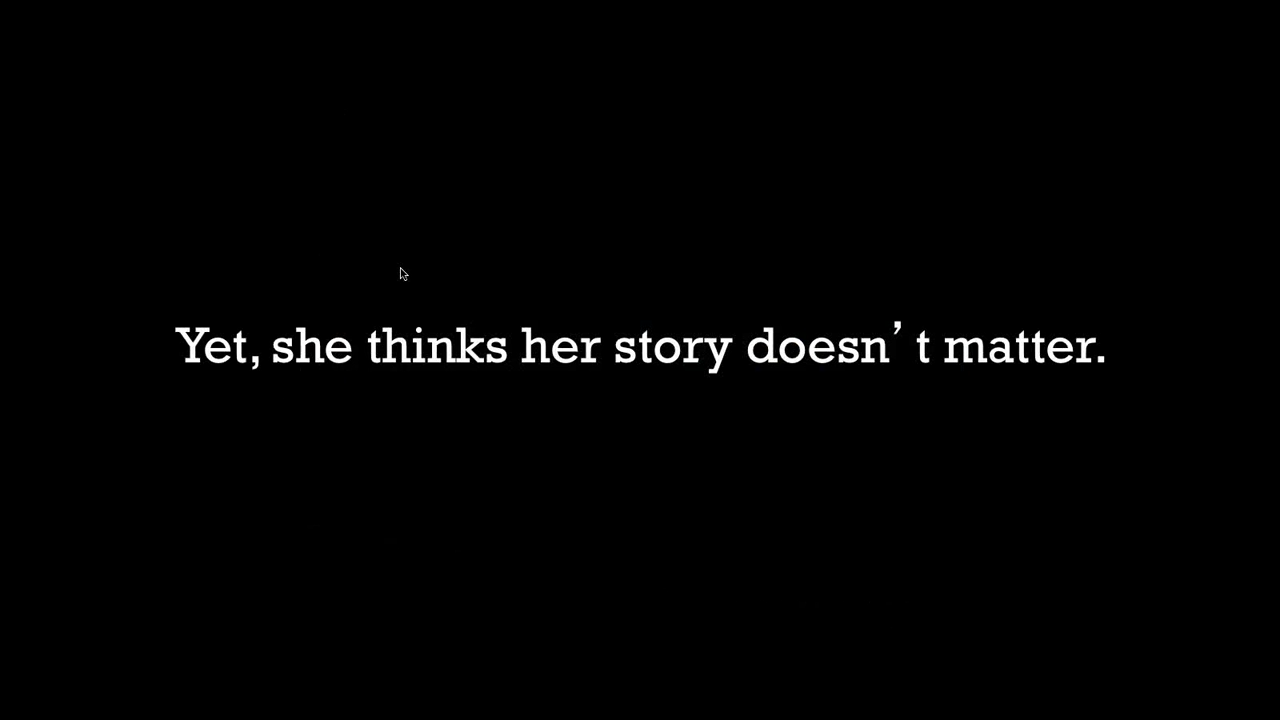 Yet, she thinks her story doesn’t matter.